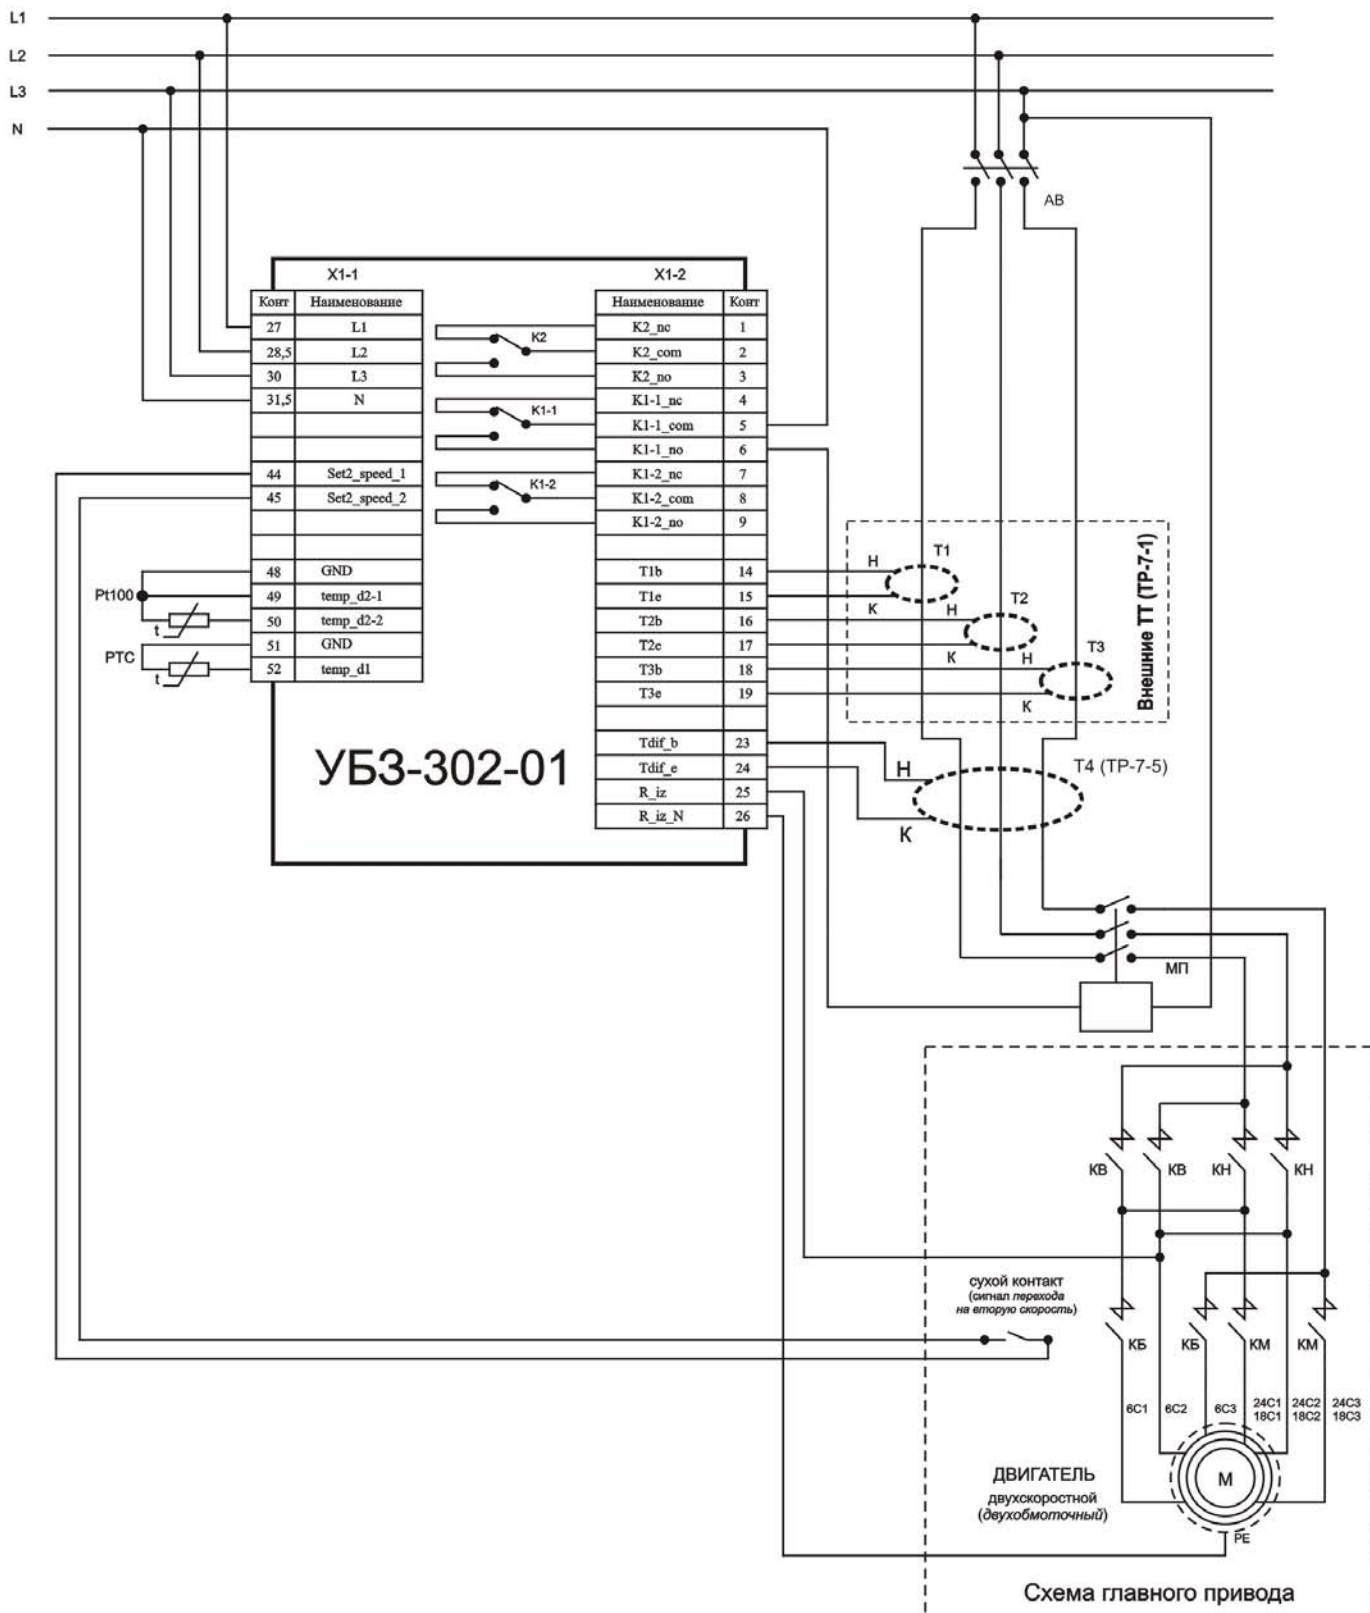 L1
L2
L3
N
АВ
X1-1
X1-2
Конт Наименование
27 L1
28,5 L2
30 L3
31,5 N
44 Set2_speed_1
45 Set2_speed_2
48 GND
49 temp_d2-1
50 temp_d2-2
51 GND
52 temp_d1
Pt100
t
PTC
t
K2
K1-1
K1-2
Наименование Конт
K2_nc 1
K2_com 2
K2_no 3
K1-1_nc 4
K1-1_com 5
K1-1_no 6
K1-2_nc 7
K1-2_com 8
K1-2_no 9
T1b 14
T1e 15
T2b 16
T2e 17
T3b 18
T3e 19
Tdif_b 23
Tdif_e 24
R_iz 25
R_iz_N 26
УБЗ-302-01
Н T1
К Н T2
К Н T3
К
Внешние ТТ (ТР-7-1)
Н
К
T4 (ТР-7-5)
МП
КВ КВ КН КН
сухой контакт
(сигнал перехода
на вторую скорость)
КБ КБ КМ КМ
6С1 6С2 6С3 24С1 24С2 24С3
18С1 18С2 18С3
ДВИГАТЕЛЬ
двухскоростной
(двухобмоточный)
М
PE
Схема главного привода